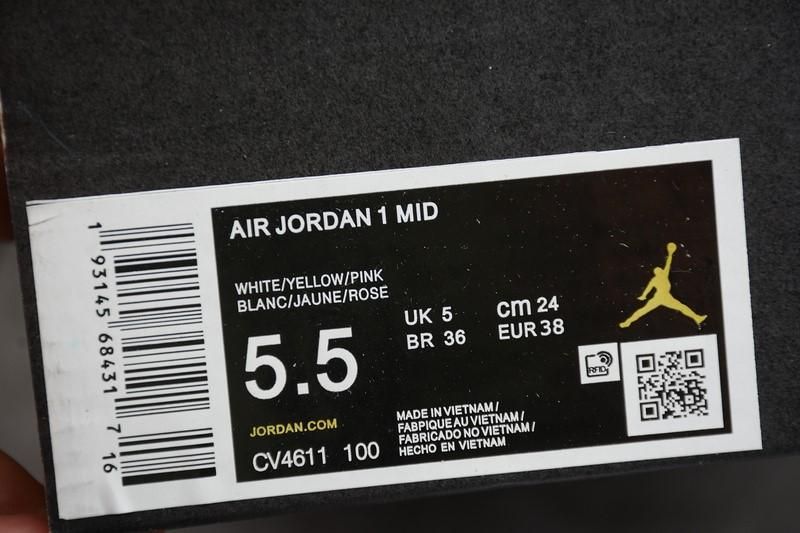 AIR JORDAN 1 MID
WHITE/YELLOW/PINK
BLANC/JAUNE/ROSE
5.5
UK 5
BR 36
cm 24
EUR 38
RFID
JORDAN.COM
CV4611 100
MADE IN VIETNAM /
FABRIQUE AU VIETNAM /
FABRICADO NO VIETNAM /
HECHO EN VIETNAM
1 93145 68431 7 16